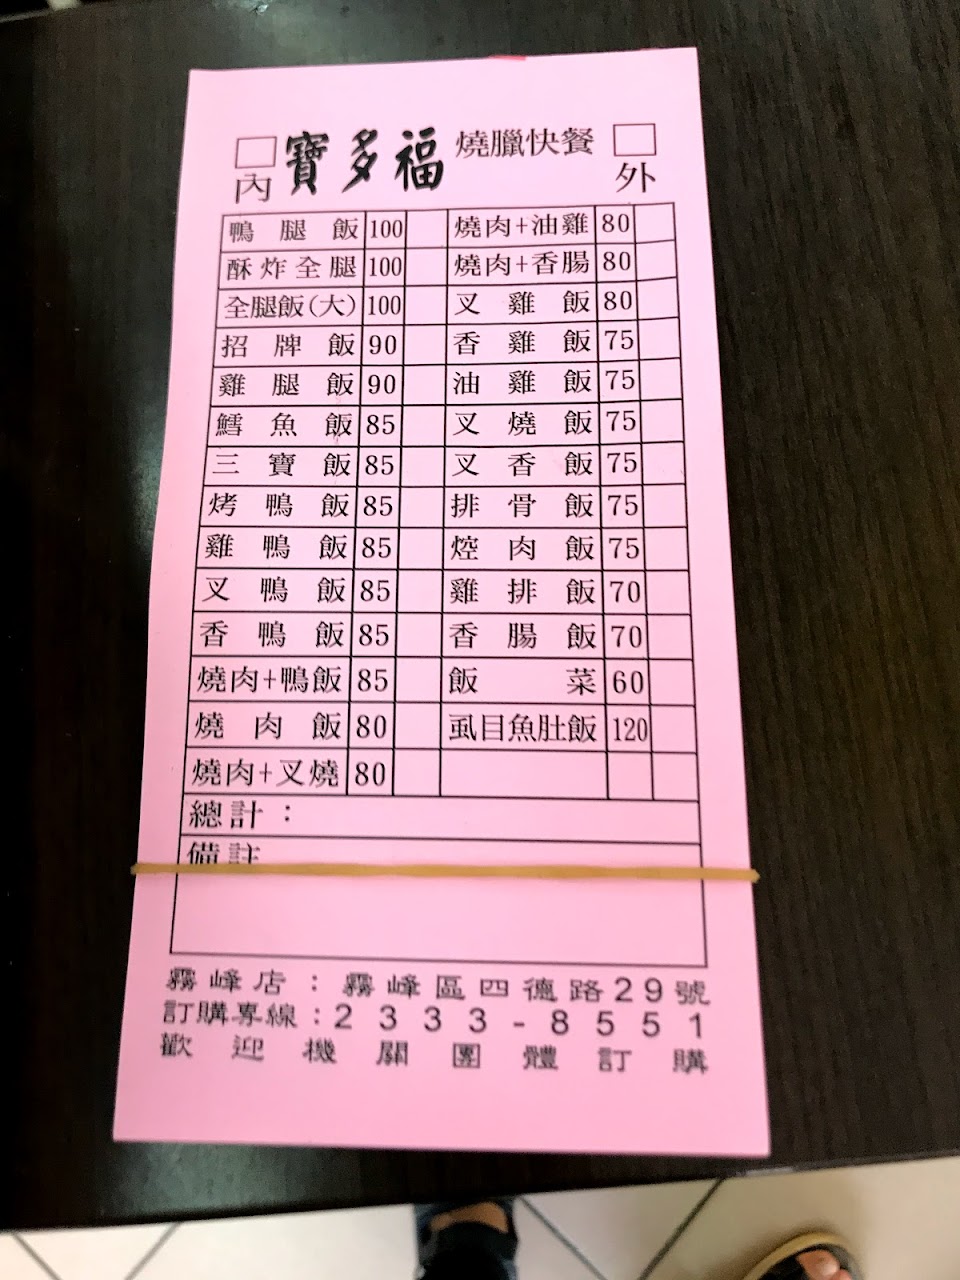 內 寶多福 燒臘快餐 外
鴨腿飯 100 燒肉+油雞 80
酥炸全腿 100 燒肉+香腸 80
全腿飯(大) 100 叉雞飯 80
招牌飯 90 香雞飯 75
雞腿飯 90 油雞飯 75
鱈魚飯 85 叉燒飯 75
三寶飯 85 叉香飯 75
烤鴨飯 85 排骨飯 75
雞鴨飯 85 焢肉飯 75
叉鴨飯 85 雞排飯 70
香鴨飯 85 香腸飯 70
燒肉+鴨飯 85 飯菜 60
燒肉飯 80 虱目魚肚飯 120
燒肉+叉燒 80
總計：
備註
霧峰店：霧峰區四德路29號
訂購專線：2333-8551
歡迎機關團體訂購